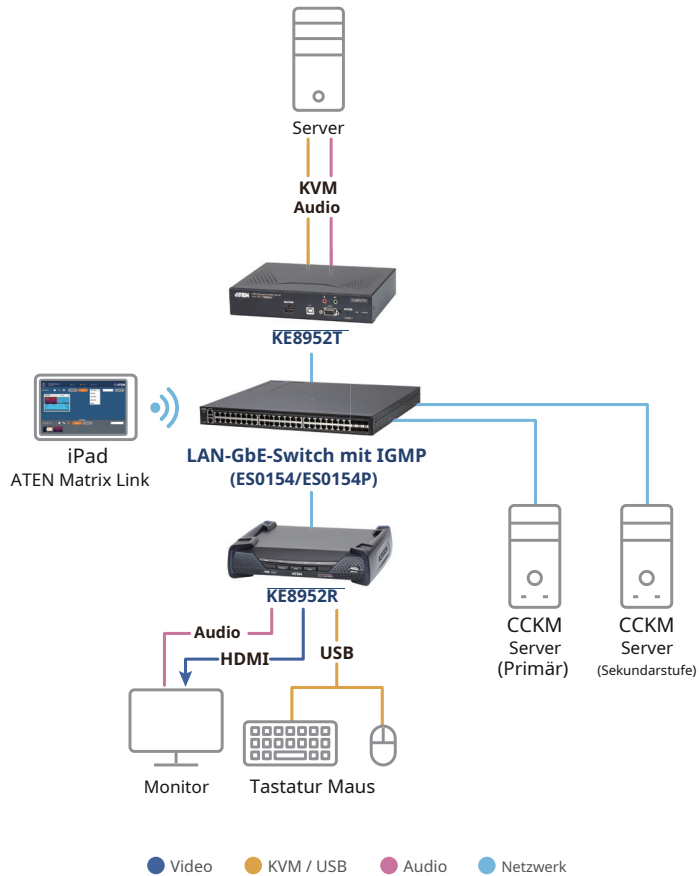 Server
KVM
Audio
ATEN
KE8952T
iPad
ATEN Matrix Link
LAN-GbE-Switch mit IGMP
(ES0154/ES0154P)
KE8952R
Audio
HDMI
USB
Monitor
Tastatur Maus
CCKM
Server
(Primär)
CCKM
Server
(Sekundarstufe)
Video
KVM / USB
Audio
Netzwerk